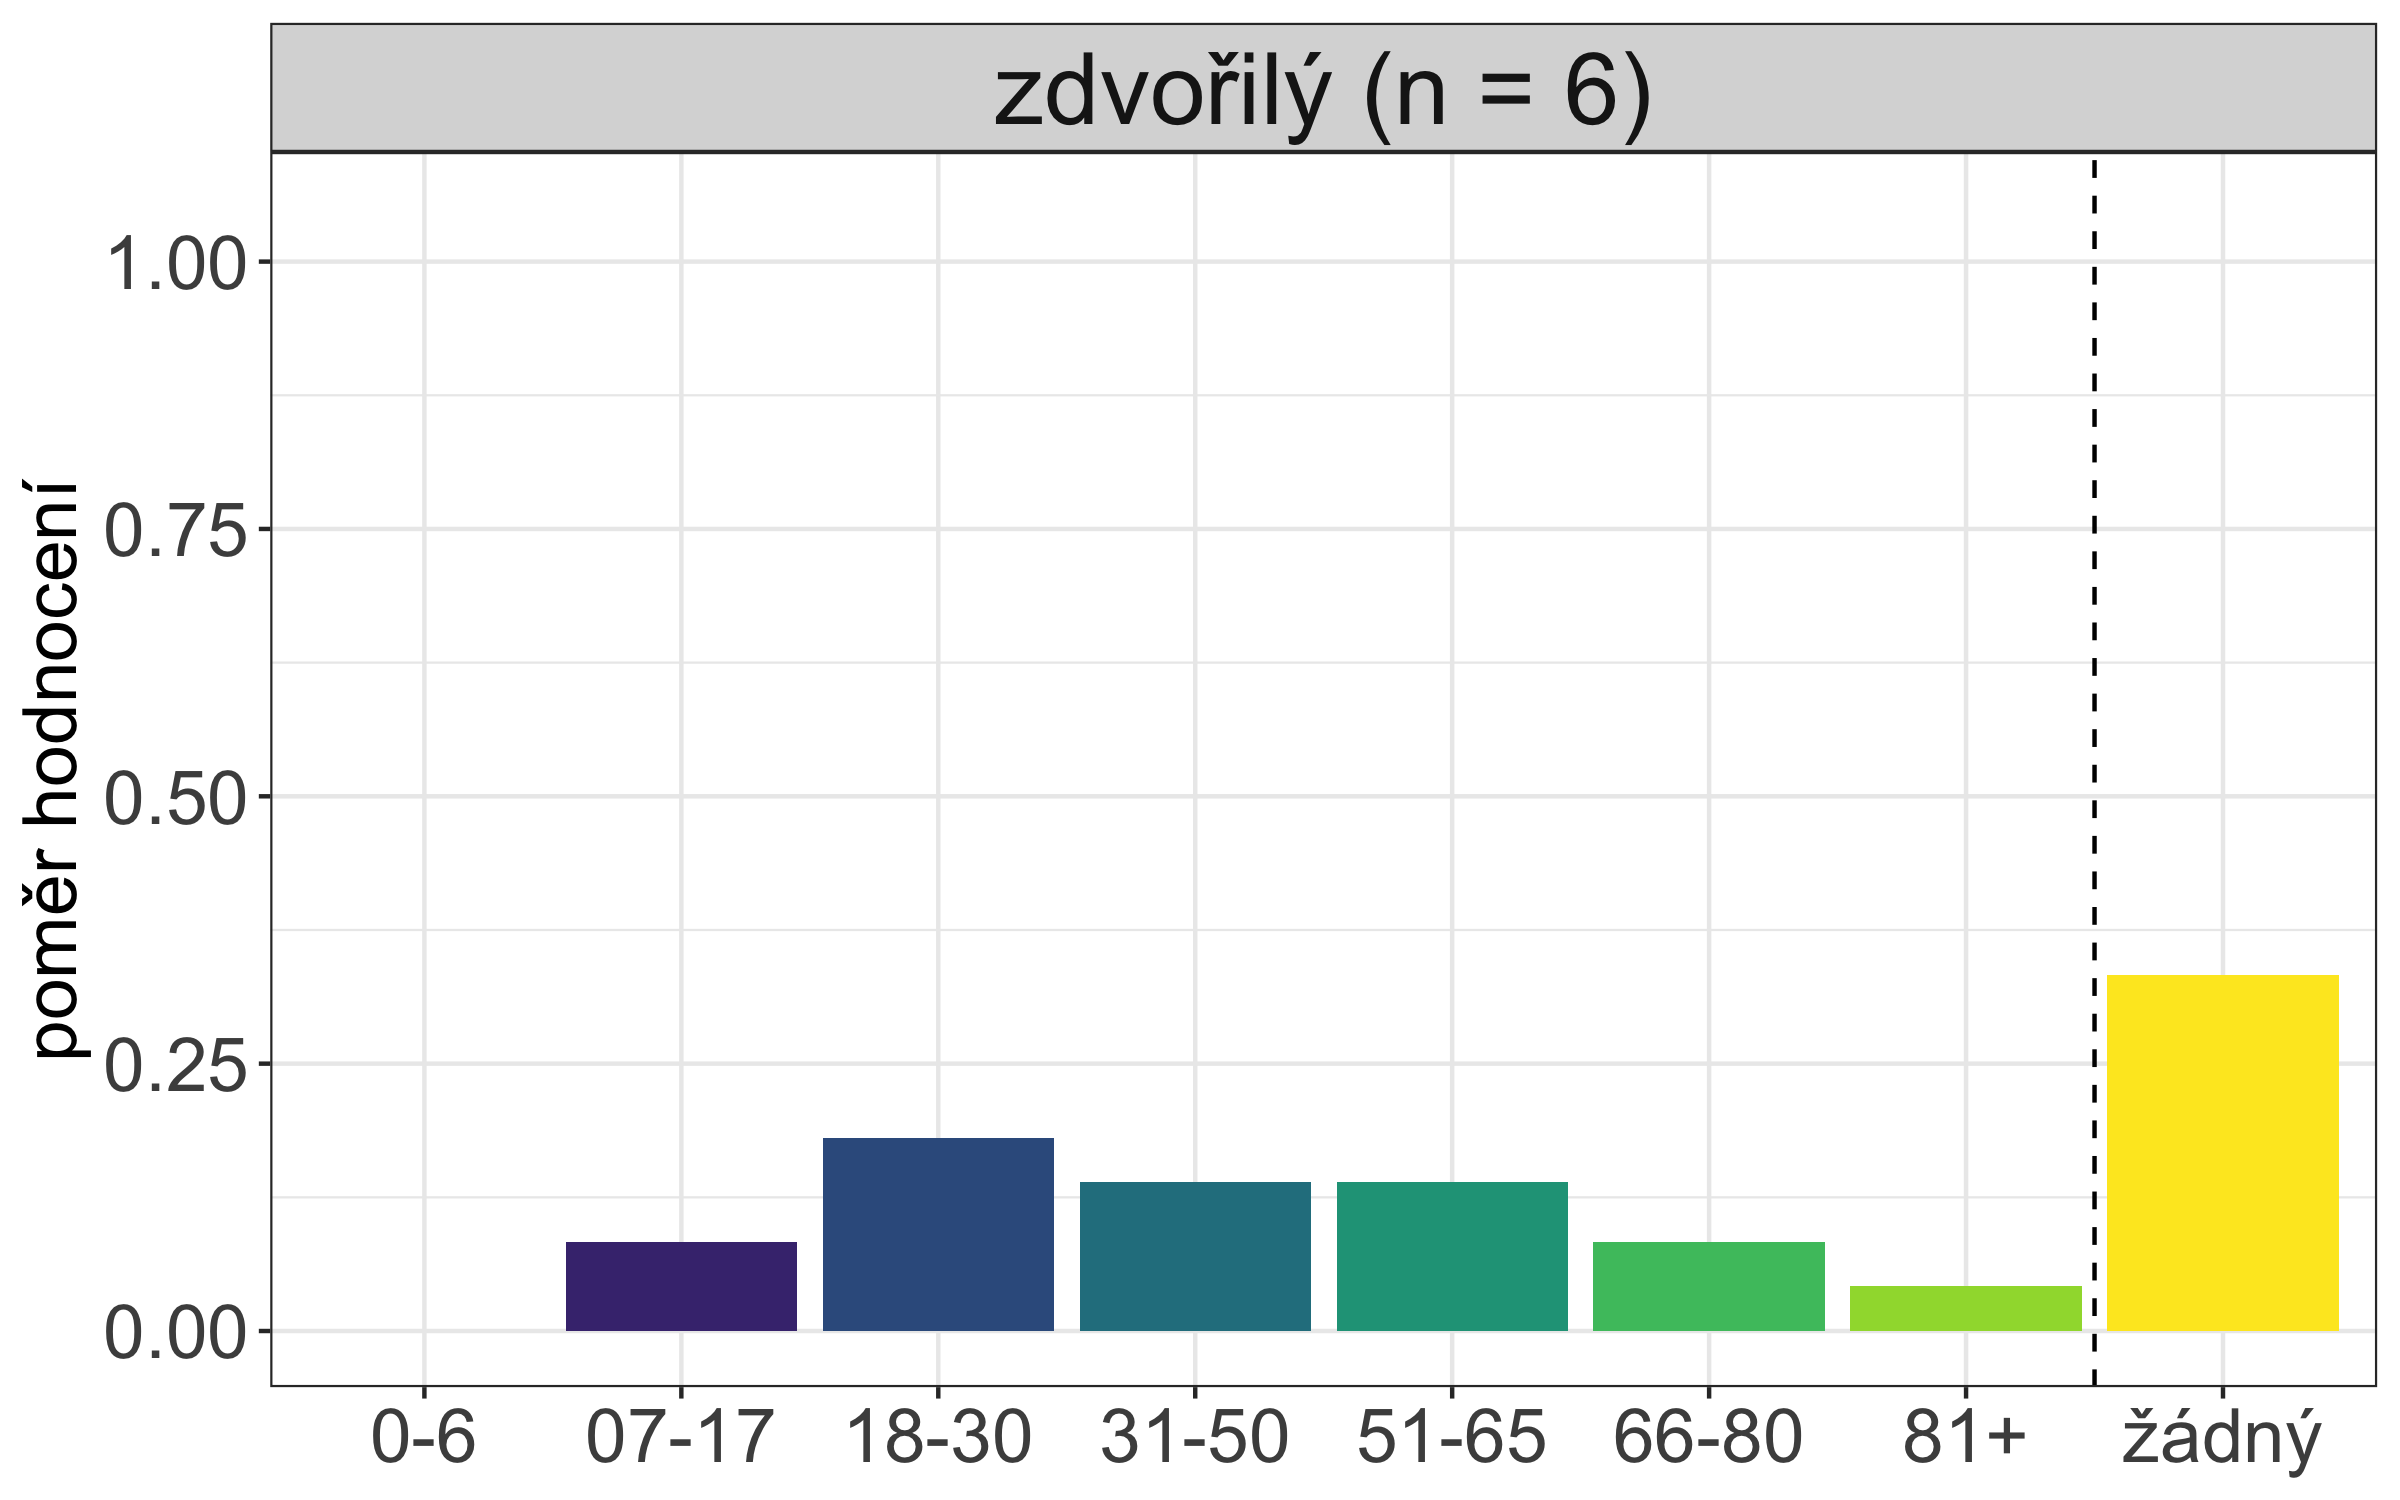 zdvořilý (n = 6)
poměr hodnocení
1.00
0.75
0.50
0.25
0.00
0-6 07-17 18-30 31-50 51-65 66-80 81+ žádný